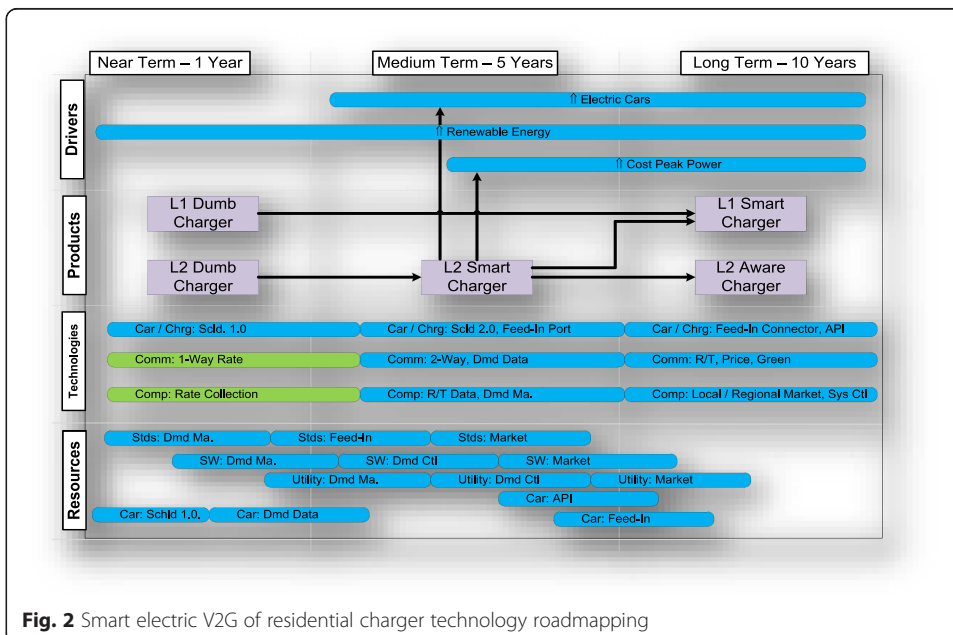 Near Term – 1 Year
Medium Term – 5 Years
Long Term – 10 Years
Drivers
⇑ Electric Cars
⇑ Renewable Energy
⇑ Cost Peak Power
Products
L1 Dumb
Charger
L1 Smart
Charger
L2 Dumb
Charger
L2 Smart
Charger
L2 Aware
Charger
Technologies
Car / Chrg: Scld. 1.0
Car / Chrg: Scld 2.0, Feed-In Port
Car / Chrg: Feed-In Connector, API
Comm: 1-Way Rate
Comm: 2-Way, Dmd Data
Comm: R/T, Price, Green
Comp: Rate Collection
Comp: R/T Data, Dmd Ma.
Comp: Local / Regional Market, Sys Ctl
Resources
Stds: Dmd Ma.
Stds: Feed-In
Stds: Market
SW: Dmd Ma.
SW: Dmd Ctl
SW: Market
Utility: Dmd Ma.
Utility: Dmd Ctl
Utility: Market
Car: API
Car: Schld 1.0.
Car: Dmd Data
Car: Feed-In
Fig. 2 Smart electric V2G of residential charger technology roadmapping